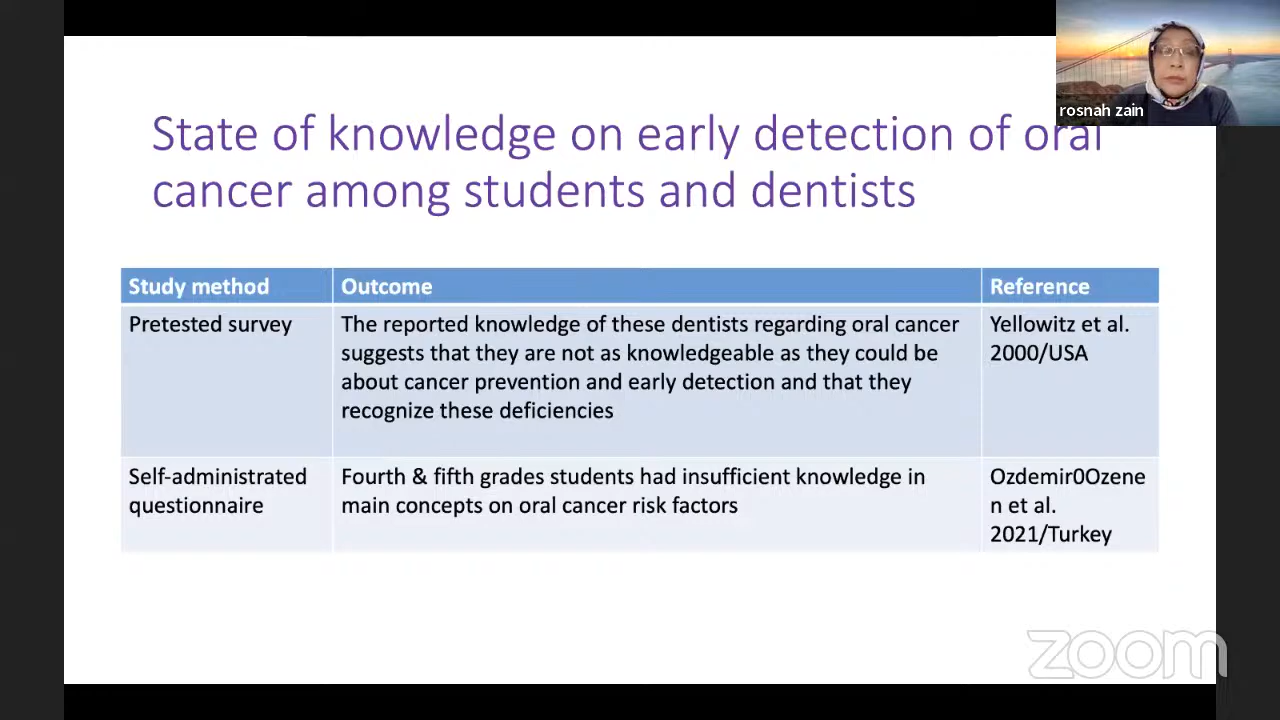 rosnah zain
State of knowledge on early detection of oral
cancer among students and dentists
Study method
Outcome
Reference
Pretested survey
The reported knowledge of these dentists regarding oral cancer
suggests that they are not as knowledgeable as they could be
about cancer prevention and early detection and that they
recognize these deficiencies
Yellowitz et al.
2000/USA
Self-administrated
questionnaire
Fourth & fifth grades students had insufficient knowledge in
main concepts on oral cancer risk factors
Ozdemir0Ozene
n et al.
2021/Turkey
zoom